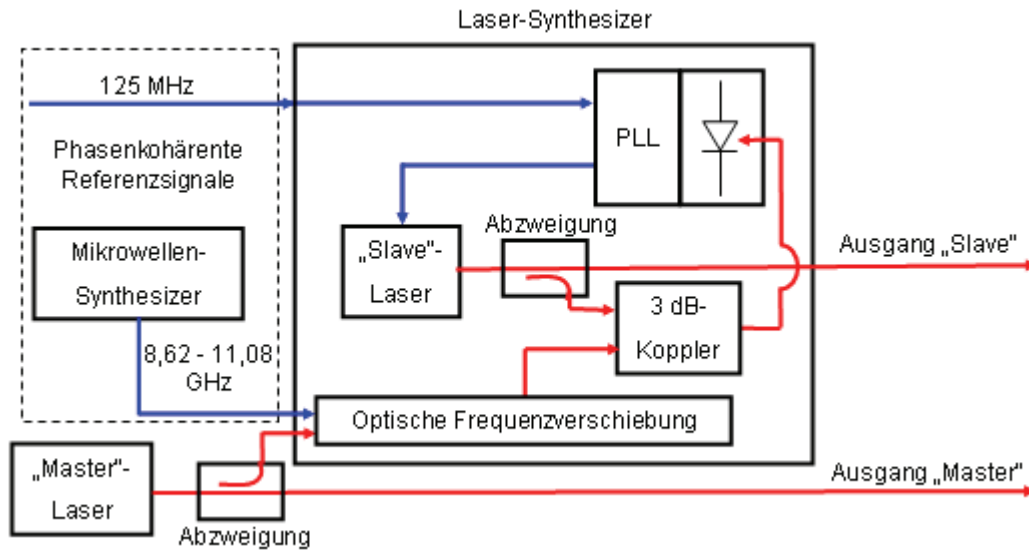 Laser-Synthesizer
125 MHz
Phasenkohärente
Referenzsignale
PLL
Mikrowellen-
Synthesizer
„Slave"-
Laser
Abzweigung
Ausgang „Slave"
3 dB-
Koppler
8,62 - 11,08
GHz
Optische Frequenzverschiebung
„Master"-
Laser
Abzweigung
Ausgang „Master"